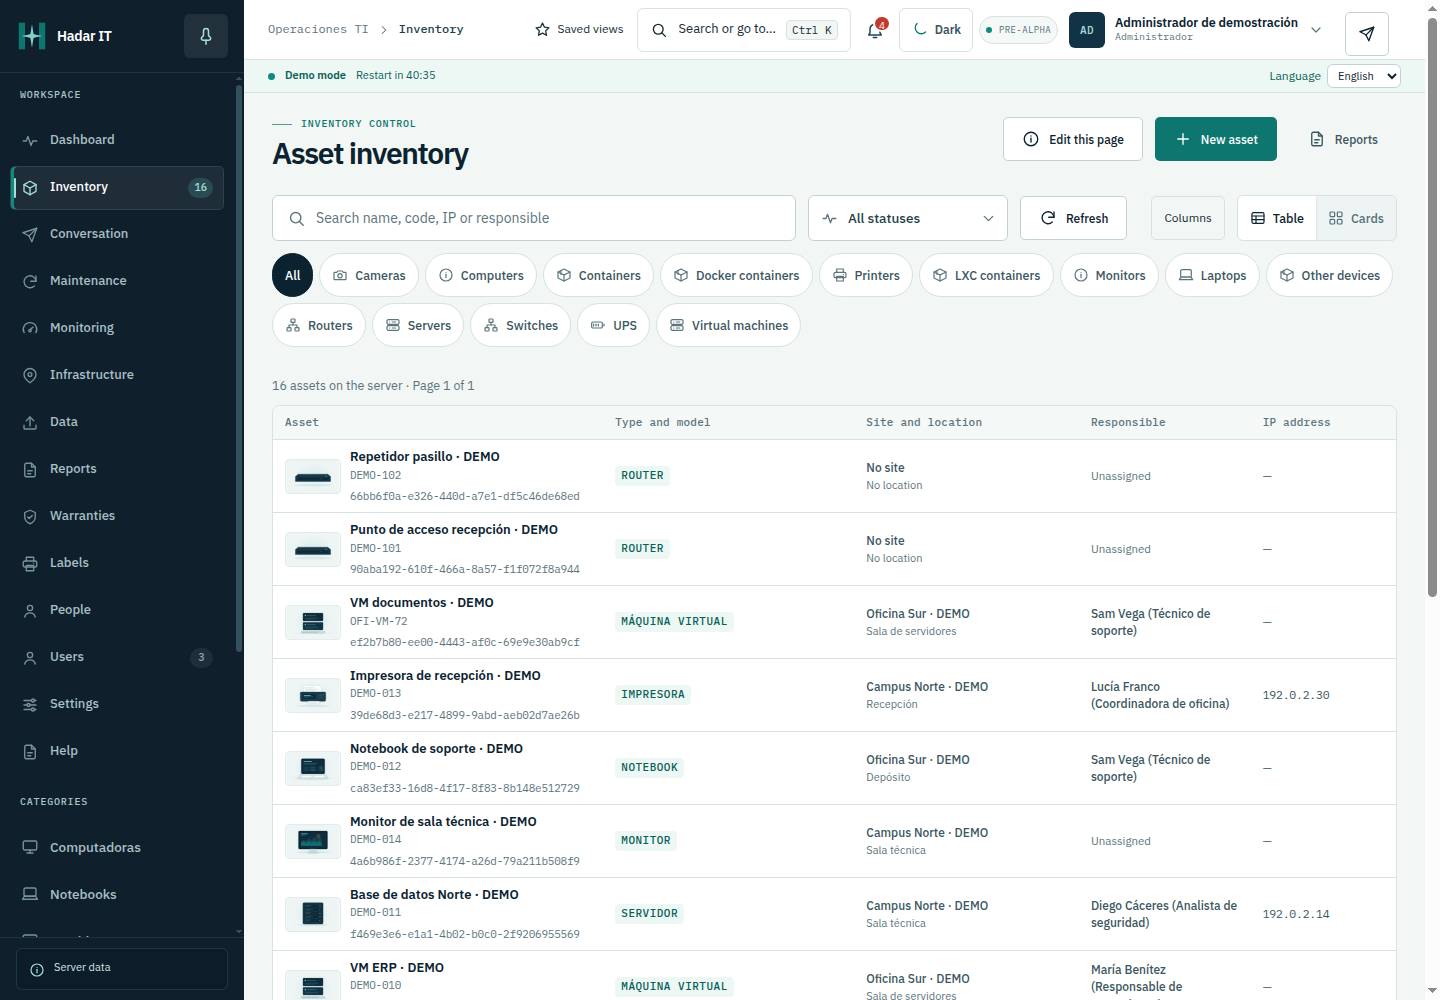 Hadar IT
WORKSPACE
Dashboard
Inventory 16
Conversation
Maintenance
Monitoring
Infrastructure
Data
Reports
Warranties
Labels
People
Users 3
Settings
Help
CATEGORIES
Computadoras
Notebooks
Server data
Operaciones TI > Inventory
Saved views
Search or go to... Ctrl K
4
Dark
PRE-ALPHA
AD
Administrador de demostración
Administrador
Demo mode Restart in 40:35
Language English
INVENTORY CONTROL
Asset inventory
Edit this page
New asset
Reports
Search name, code, IP or responsible
All statuses
Refresh
Columns
Table
Cards
All Cameras Computers Containers Docker containers Printers LXC containers Monitors Laptops Other devices
Routers Servers Switches UPS Virtual machines
16 assets on the server · Page 1 of 1
Asset Type and model Site and location Responsible IP address
Repetidor pasillo · DEMO
DEMO-102
66bb6f0a-e326-440d-a7e1-df5c46de68ed
ROUTER
No site
No location
Unassigned
—
Punto de acceso recepción · DEMO
DEMO-101
90aba192-610f-466a-8a57-f1f072f8a944
ROUTER
No site
No location
Unassigned
—
VM documentos · DEMO
OFI-VM-72
ef2b7b80-ee00-4443-af0c-69e9e30ab9cf
MÁQUINA VIRTUAL
Oficina Sur · DEMO
Sala de servidores
Sam Vega (Técnico de
soporte)
—
Impresora de recepción · DEMO
DEMO-013
39de68d3-e217-4899-9abd-aeb02d7ae26b
IMPRESORA
Campus Norte · DEMO
Recepción
Lucía Franco
(Coordinadora de oficina)
192.0.2.30
Notebook de soporte · DEMO
DEMO-012
ca83ef33-16d8-4f17-8f83-8b148e512729
NOTEBOOK
Oficina Sur · DEMO
Depósito
Sam Vega (Técnico de
soporte)
—
Monitor de sala técnica · DEMO
DEMO-014
4a6b986f-2377-4174-a26d-79a211b508f9
MONITOR
Campus Norte · DEMO
Sala técnica
Unassigned
—
Base de datos Norte · DEMO
DEMO-011
f469e3e6-e1a1-4b02-b0c0-2f9206955569
SERVIDOR
Campus Norte · DEMO
Sala técnica
Diego Cáceres (Analista de
seguridad)
192.0.2.14
VM ERP · DEMO
DEMO-010
MÁQUINA VIRTUAL
Oficina Sur · DEMO
Sala de servidores
María Benítez
(Responsable de
—